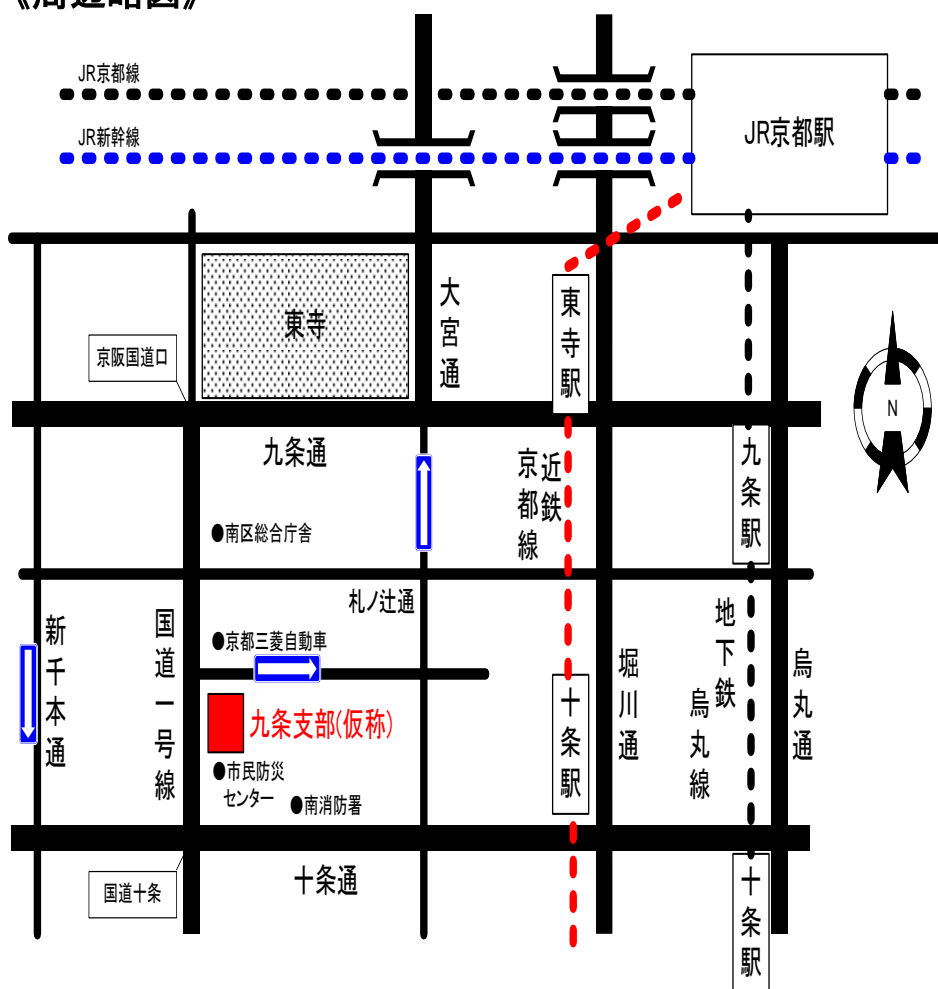 《周辺略図》
JR京都線
JR新幹線
JR京都駅
東寺
大宮通
東寺駅
京阪国道口
N
九条通
近鉄
京都線
九条駅
●南区総合庁舎
札ノ辻通
新千本通
国道一号線
●京都三菱自動車
堀川通
地下鉄
烏丸線
烏丸通
九条支部(仮称)
十条駅
●市民防災
センター
●南消防署
十条通
国道十条
十条駅